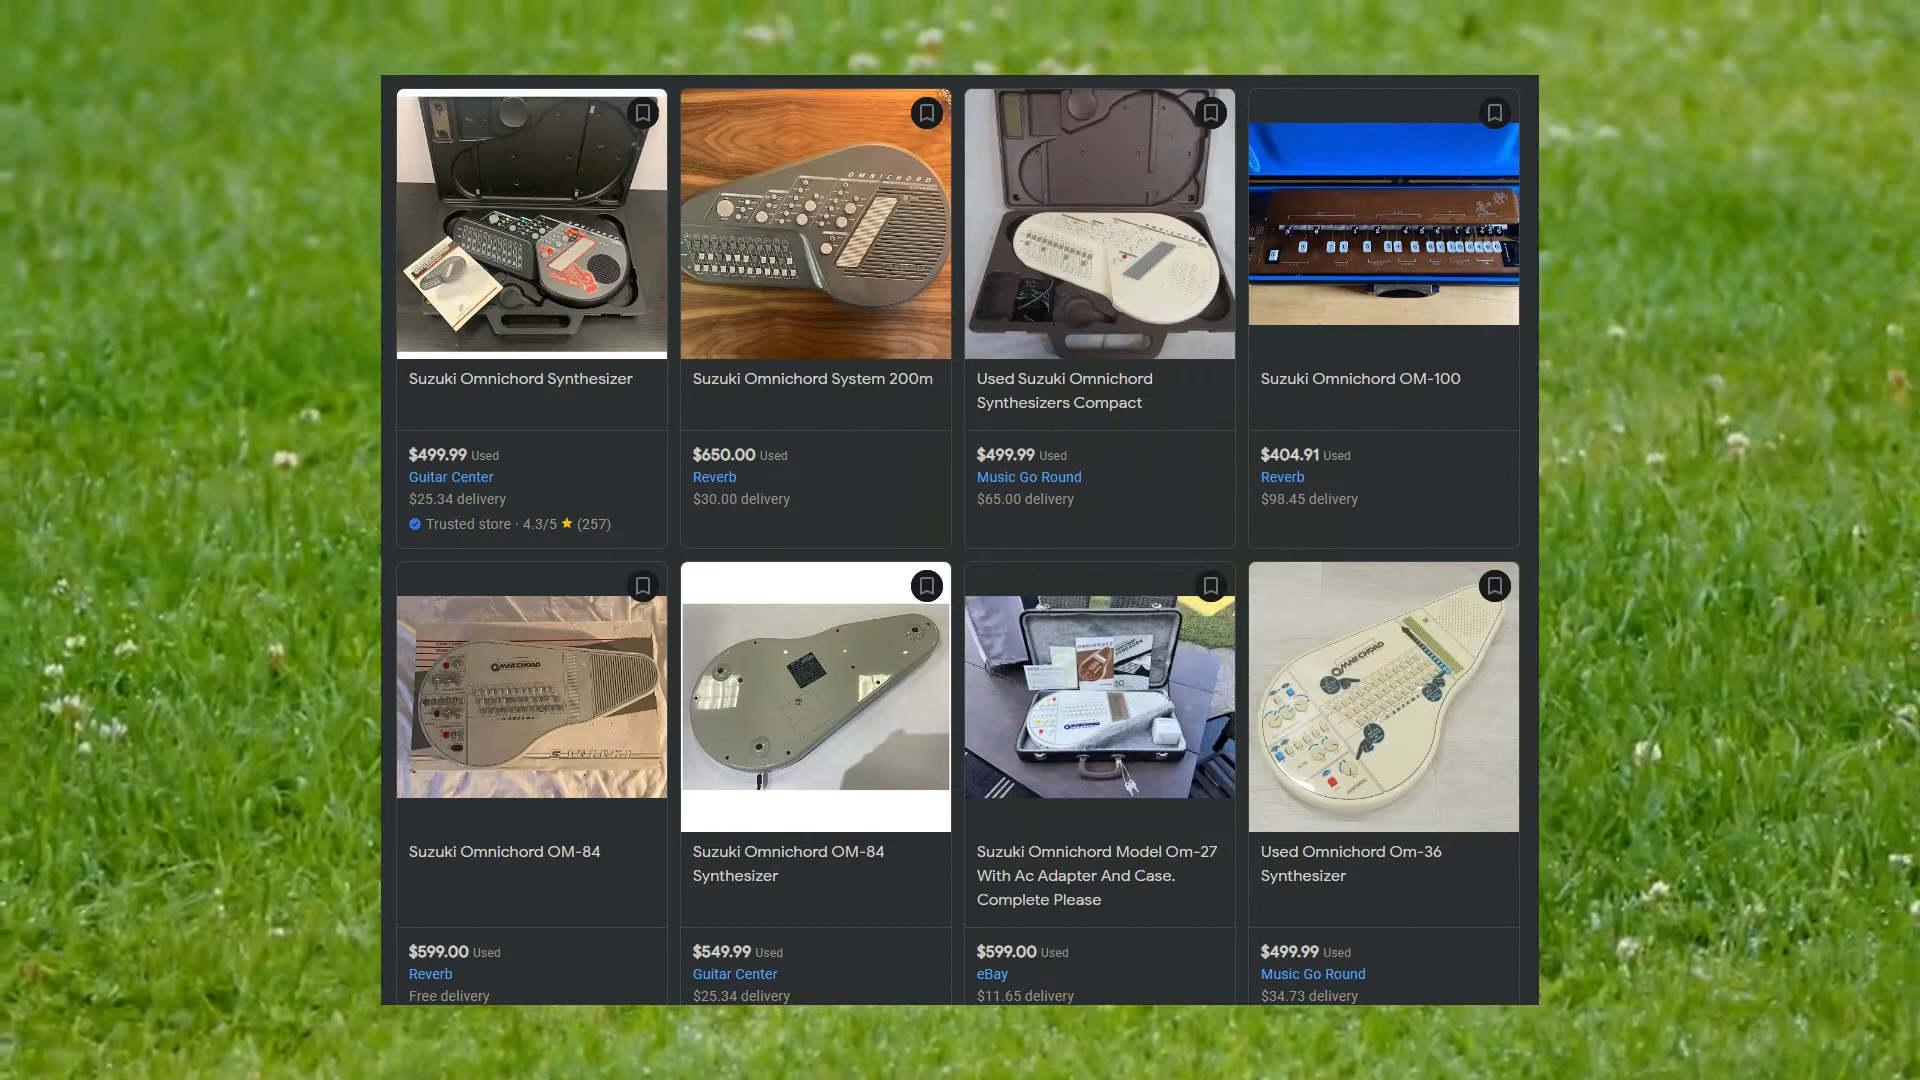 OMNICHORD
Suzuki Omnichord Synthesizer
$499.99 Used
Guitar Center
$25.34 delivery
Trusted store · 4.3/5 ★ (257)
Suzuki Omnichord System 200m
$650.00 Used
Reverb
$30.00 delivery
Used Suzuki Omnichord
Synthesizers Compact
$499.99 Used
Music Go Round
$65.00 delivery
Suzuki Omnichord OM-100
$404.91 Used
Reverb
$98.45 delivery
OMNICHORD
SUZUKI
Suzuki Omnichord OM-84
$599.00 Used
Reverb
Free delivery
Suzuki Omnichord OM-84
Synthesizer
$549.99 Used
Guitar Center
$25.34 delivery
OMNICHORD
Suzuki Omnichord Model Om-27
With Ac Adapter And Case.
Complete Please
$599.00 Used
eBay
$11.65 delivery
OMNICHORD
Used Omnichord Om-36
Synthesizer
$499.99 Used
Music Go Round
$34.73 delivery